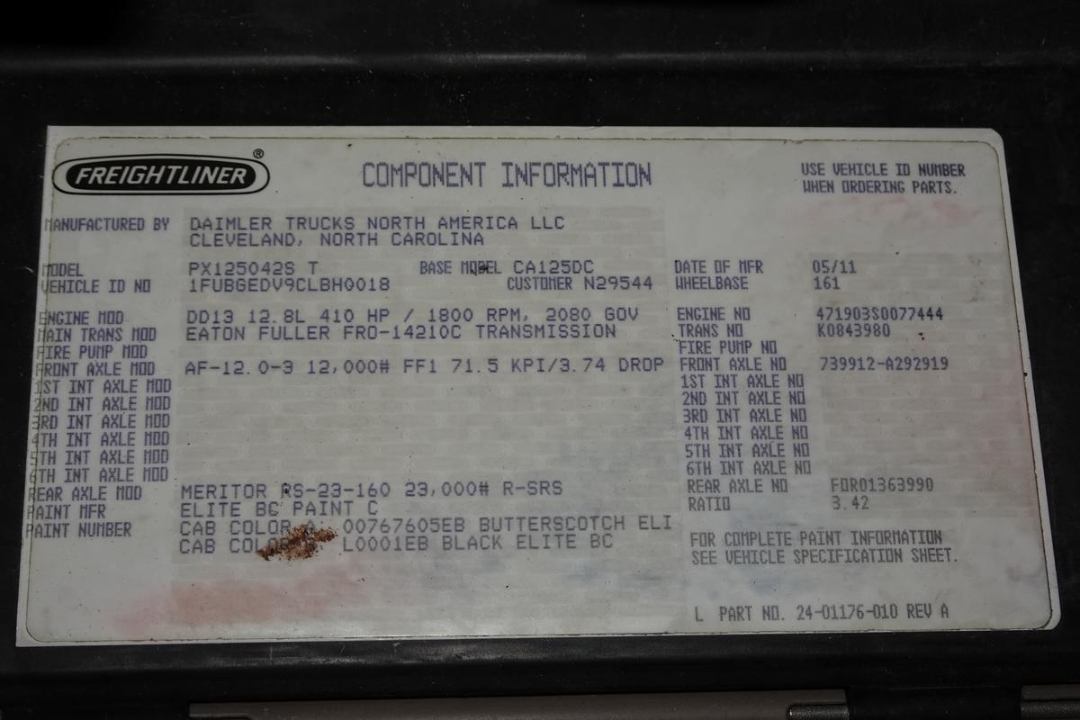 FREIGHTLINER ®
COMPONENT INFORMATION
USE VEHICLE ID NUMBER
WHEN ORDERING PARTS.
MANUFACTURED BY DAIMLER TRUCKS NORTH AMERICA LLC
CLEVELAND, NORTH CAROLINA
MODEL PX125042S T BASE MODEL CA125DC DATE OF MFR 05/11
VEHICLE ID NO 1FUBGEDV9CLBH0018 CUSTOMER N29544 WHEELBASE 161
ENGINE MOD DD13 12.8L 410 HP / 1800 RPM, 2080 GOV ENGINE NO 471903S0077444
MAIN TRANS MOD EATON FULLER FRO-14210C TRANSMISSION TRANS NO K0843980
FIRE PUMP MOD FIRE PUMP NO
FRONT AXLE MOD AF-12.0-3 12,000# FF1 71.5 KPI/3.74 DROP FRONT AXLE NO 739912-A292919
1ST INT AXLE MOD 1ST INT AXLE NO
2ND INT AXLE MOD 2ND INT AXLE NO
3RD INT AXLE MOD 3RD INT AXLE NO
4TH INT AXLE MOD 4TH INT AXLE NO
5TH INT AXLE MOD 5TH INT AXLE NO
6TH INT AXLE MOD 6TH INT AXLE NO
REAR AXLE MOD MERITOR RS-23-160 23,000# R-SRS REAR AXLE NO FDR01363990
PAINT MFR ELITE BC PAINT C RATIO 3.42
PAINT NUMBER CAB COLOR A: 00767605EB BUTTERSCOTCH ELI
CAB COLOR L0001EB BLACK ELITE BC
FOR COMPLETE PAINT INFORMATION
SEE VEHICLE SPECIFICATION SHEET.
L PART NO. 24-01176-010 REV A